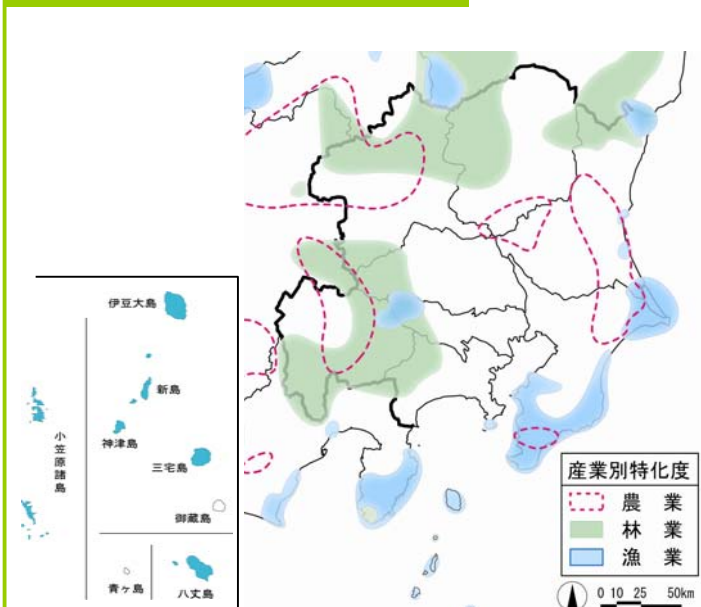 伊豆大島
新島
神津島
三宅島
小笠原諸島
御蔵島
青ヶ島
八丈島
産業別特化度
農 業
林 業
漁 業
0 10 25 50km